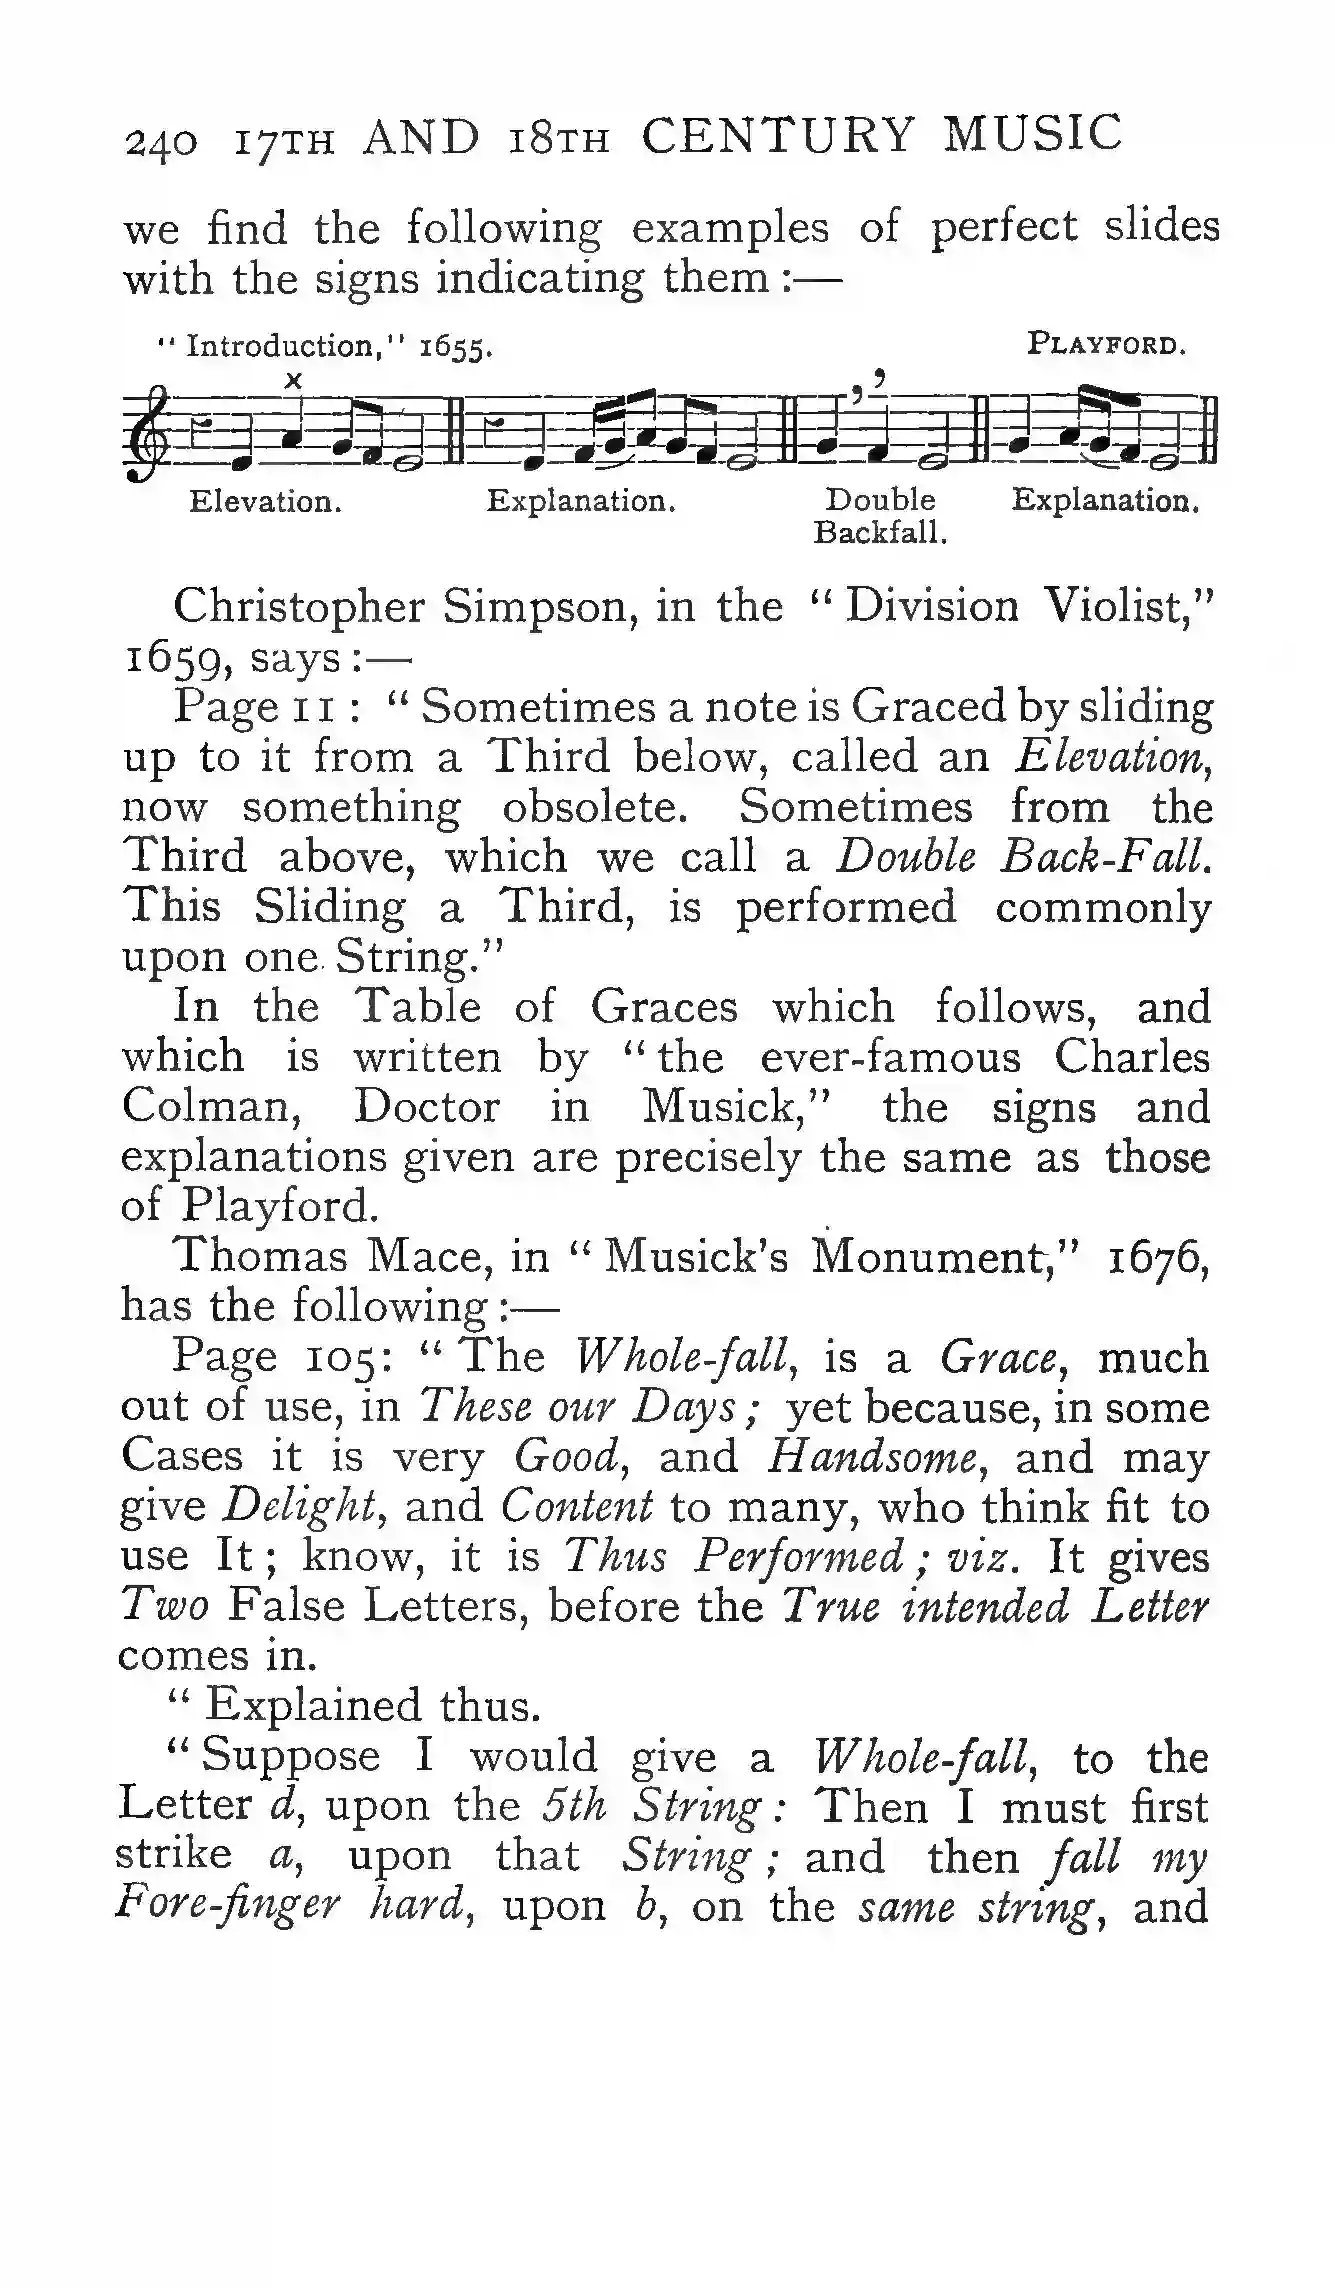 240 17TH AND 18TH CENTURY MUSIC
we find the following examples of perfect slides
with the signs indicating them :—
" Introduction," 1655. PLAYFORD.
x
Elevation. Explanation. Double Explanation.
Backfall.
Christopher Simpson, in the " Division Violist,"
1659, says :—
Page 11 : " Sometimes a note is Graced by sliding
up to it from a Third below, called an Elevation,
now something obsolete. Sometimes from the
Third above, which we call a Double Back-Fall.
This Sliding a Third, is performed commonly
upon one String."
In the Table of Graces which follows, and
which is written by " the ever-famous Charles
Colman, Doctor in Musick," the signs and
explanations given are precisely the same as those
of Playford.
Thomas Mace, in " Musick's Monument," 1676,
has the following :—
Page 105: " The Whole-fall, is a Grace, much
out of use, in These our Days ; yet because, in some
Cases it is very Good, and Handsome, and may
give Delight, and Content to many, who think fit to
use It ; know, it is Thus Performed ; viz. It gives
Two False Letters, before the True intended Letter
comes in.
" Explained thus.
" Suppose I would give a Whole-fall, to the
Letter d, upon the 5th String : Then I must first
strike a, upon that String ; and then fall my
Fore-finger hard, upon b, on the same string, and